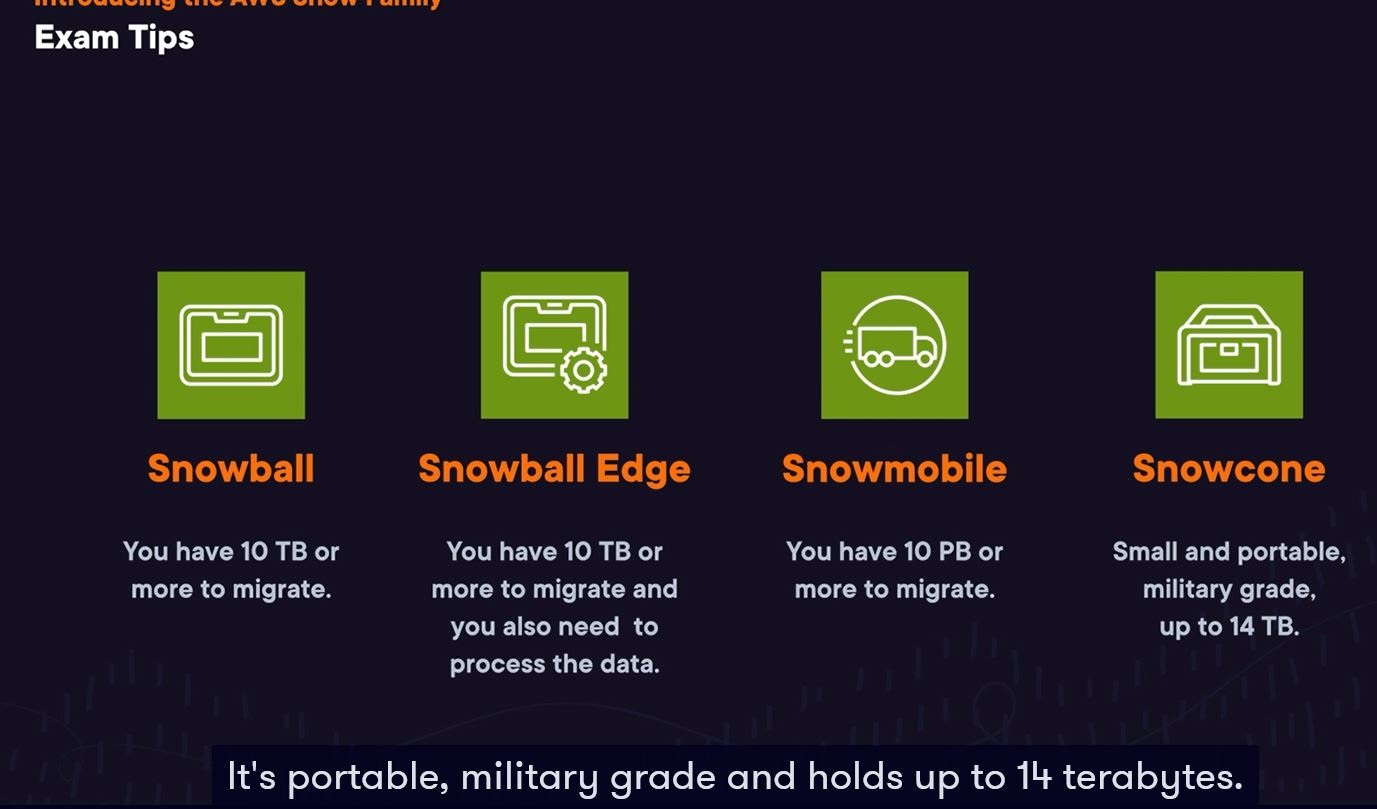 Introducing the AWS Snow Family
Exam Tips
Snowball
You have 10 TB or
more to migrate.
Snowball Edge
You have 10 TB or
more to migrate and
you also need to
process the data.
Snowmobile
You have 10 PB or
more to migrate.
Snowcone
Small and portable,
military grade,
up to 14 TB.
It's portable, military grade and holds up to 14 terabytes.